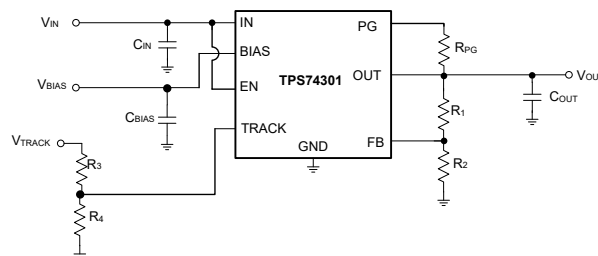 VIN
CIN
VBIAS
CBIAS
VTRACK
R3
R4
IN
BIAS
EN
TRACK
TPS74301
GND
PG
OUT
FB
RPG
R1
R2
COUT
VOU